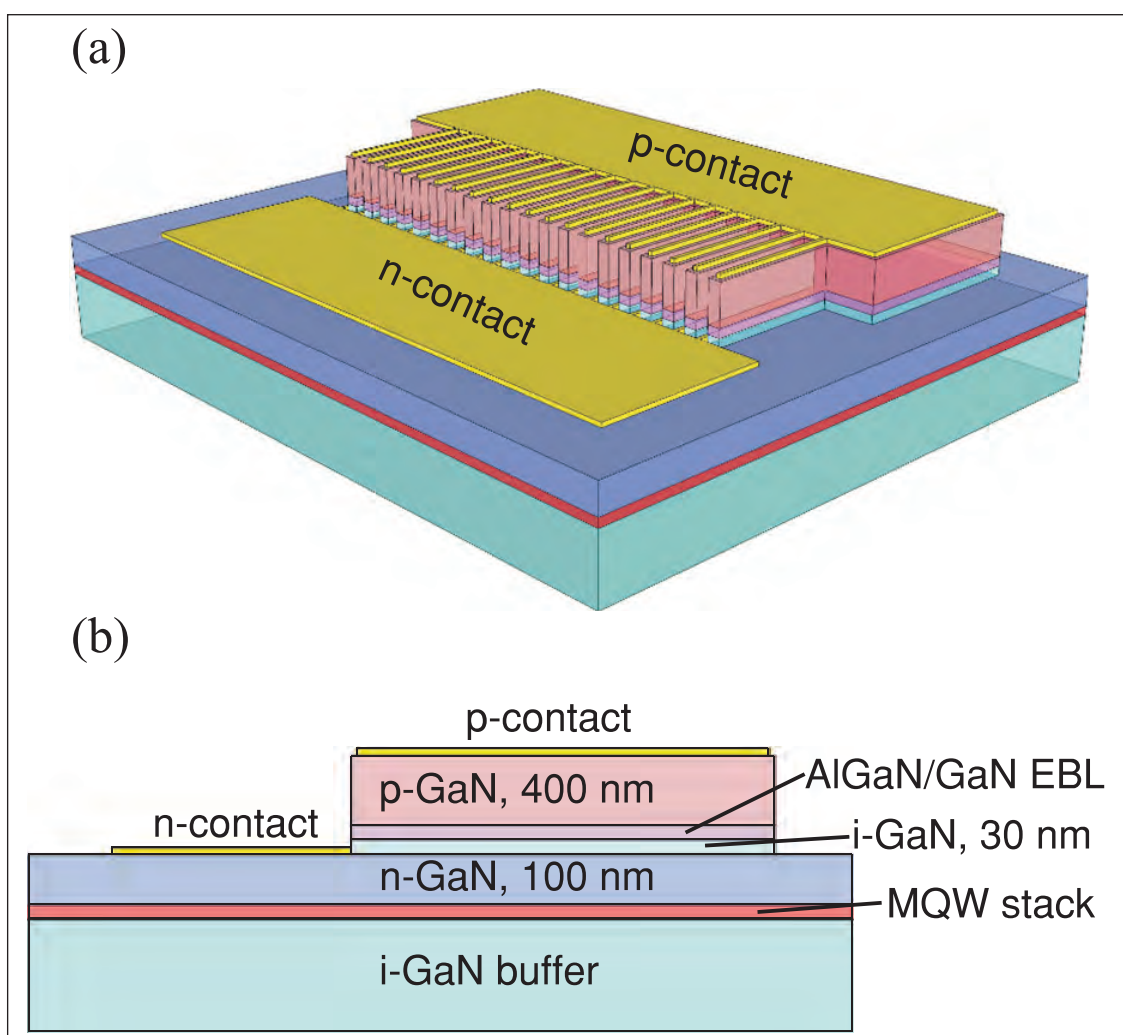 (a)
p-contact
n-contact
(b)
p-contact
p-GaN, 400 nm
AlGaN/GaN EBL
n-contact
i-GaN, 30 nm
n-GaN, 100 nm
MQW stack
i-GaN buffer